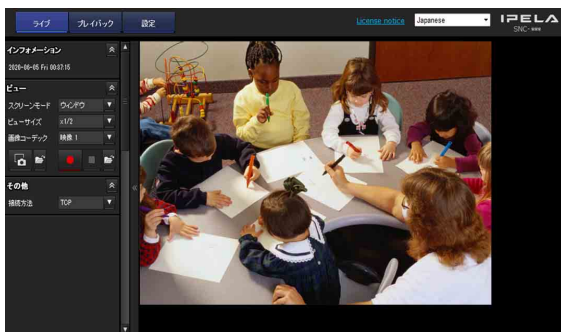 ライブ
プレイバック
設定
License notice
Japanese
IPELA
SNC-
インフォメーション
2020-06-05 Fri 00:37:15
ビュー
スクリーンモード
ウィンドウ
ビューサイズ
x1/2
画像コーデック
映像 1
その他
接続方法
TCP